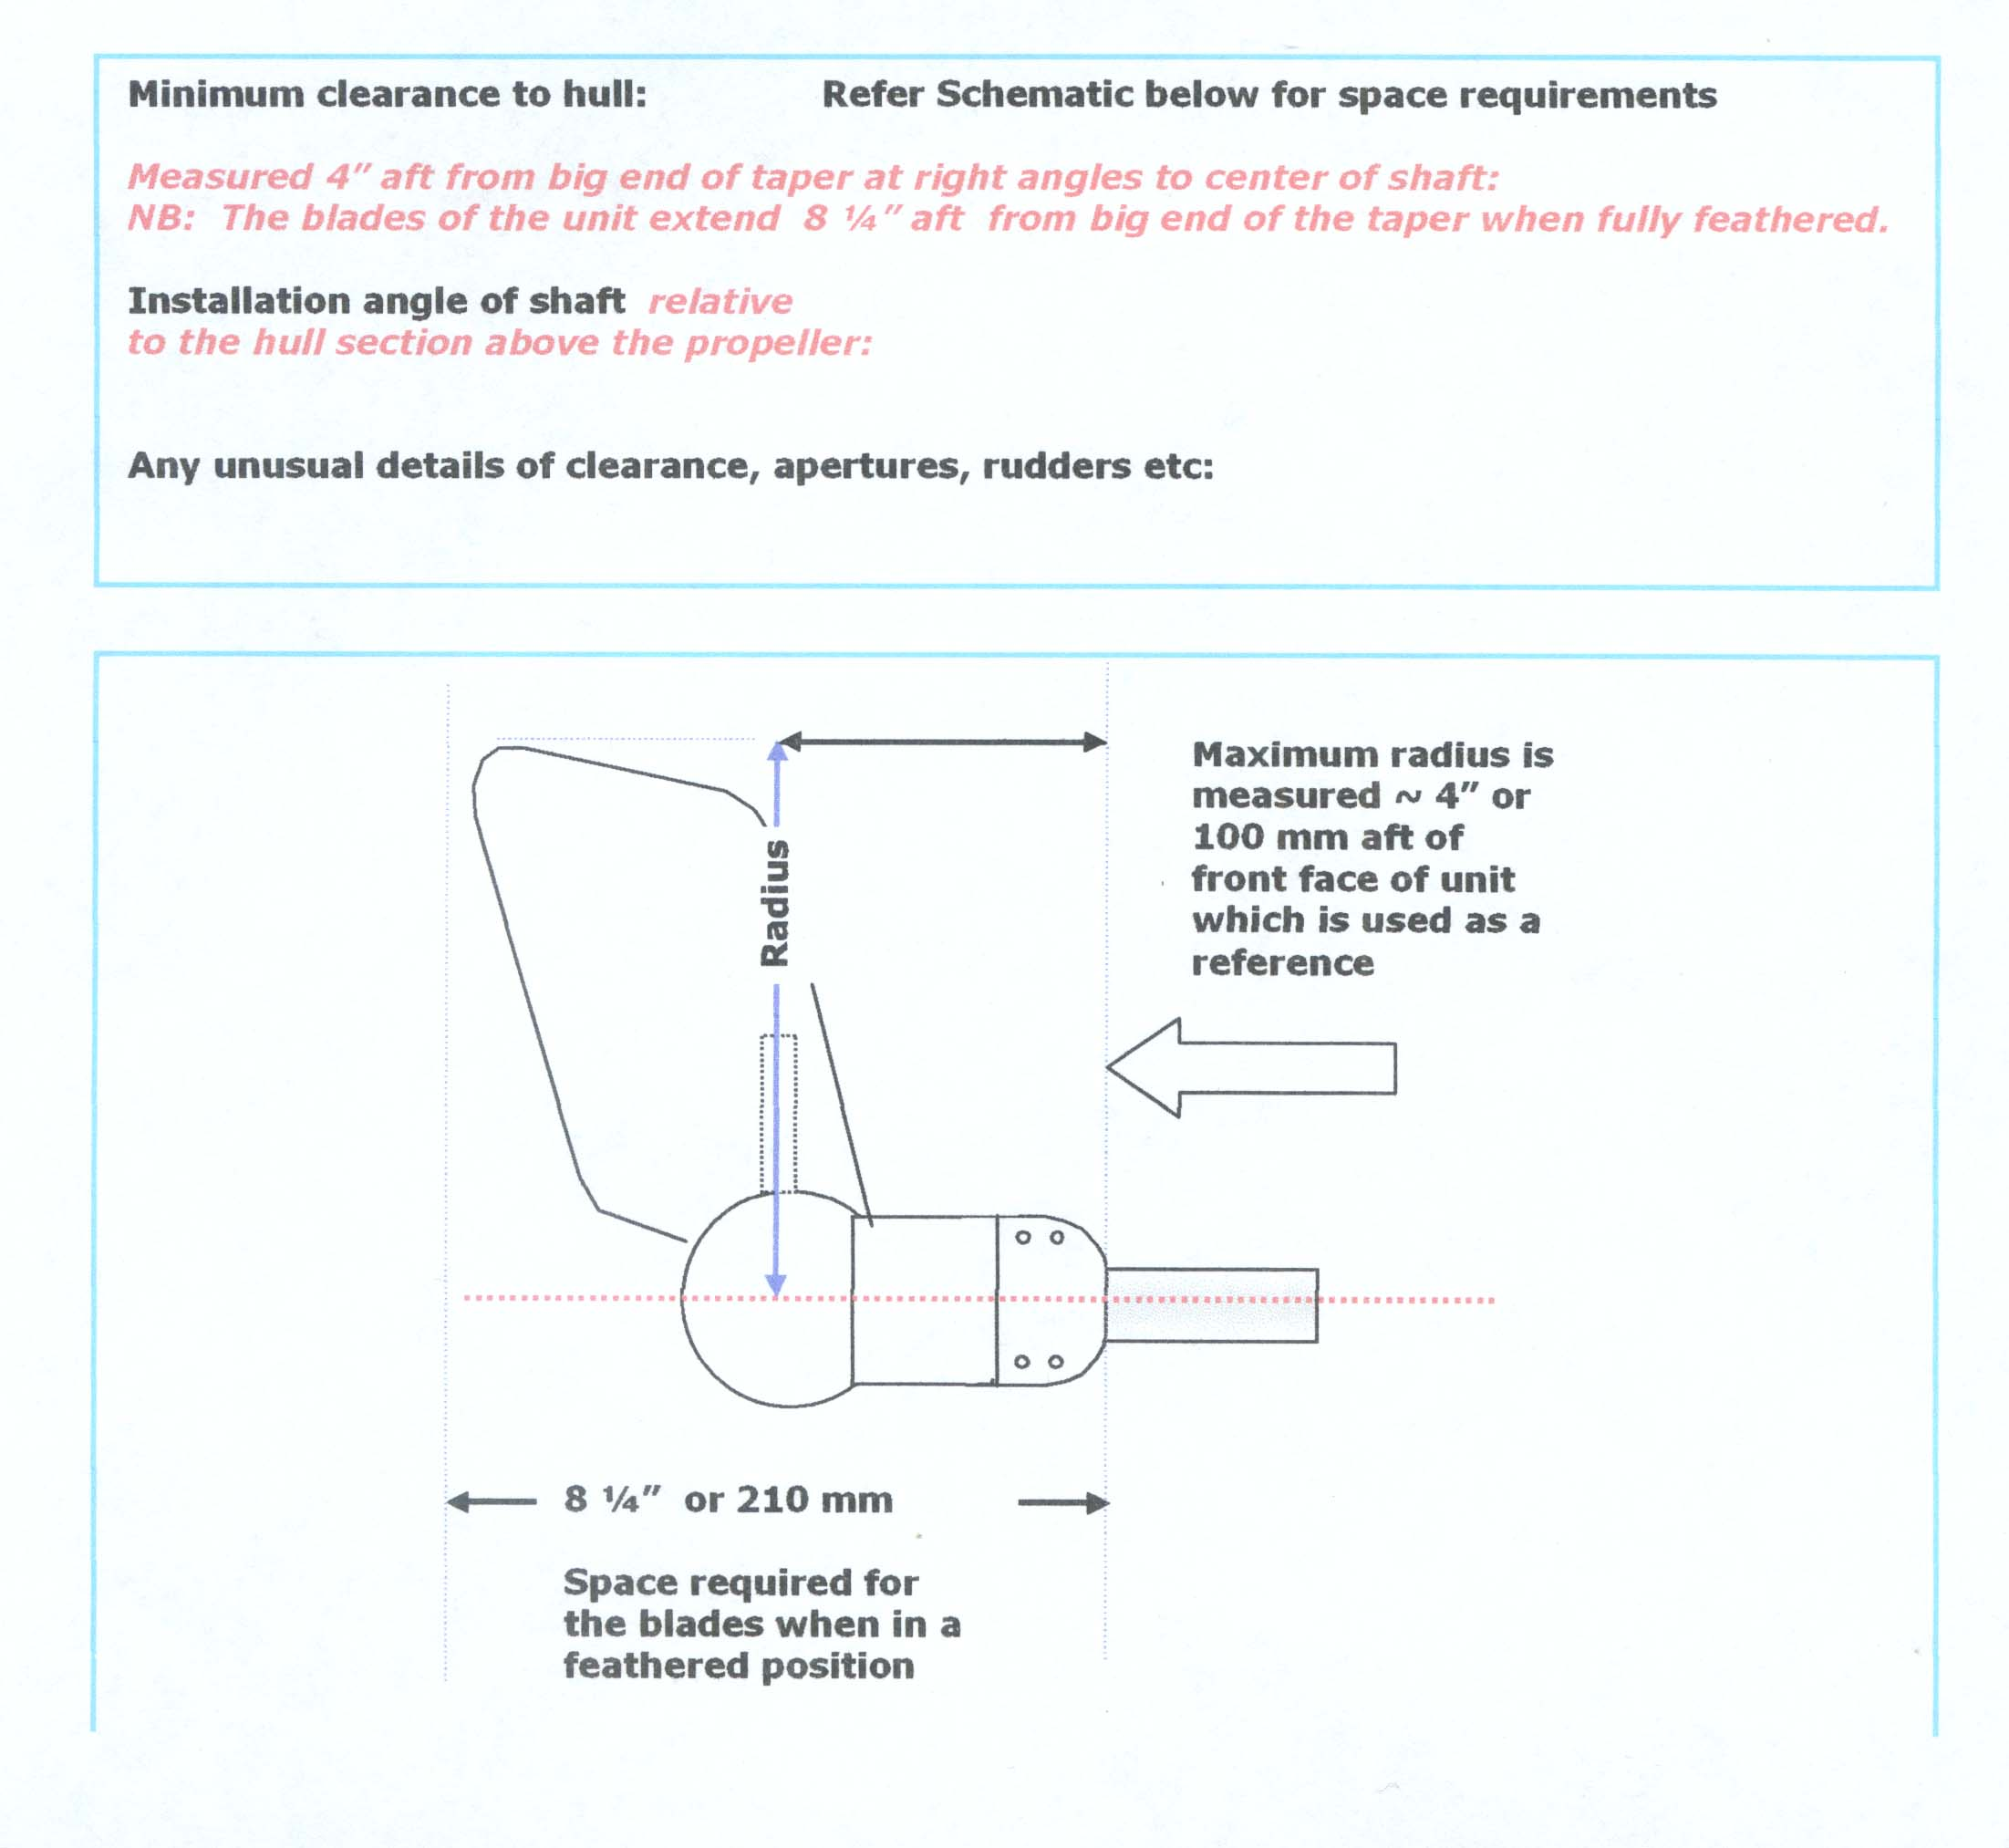 Minimum clearance to hull: Refer Schematic below for space requirements
Measured 4” aft from big end of taper at right angles to center of shaft:
NB: The blades of the unit extend 8 ¼” aft from big end of the taper when fully feathered.
Installation angle of shaft relative
to the hull section above the propeller:
Any unusual details of clearance, apertures, rudders etc:
Maximum radius is
measured ~ 4” or
100 mm aft of
front face of unit
which is used as a
reference
Radius
8 ¼” or 210 mm
Space required for
the blades when in a
feathered position